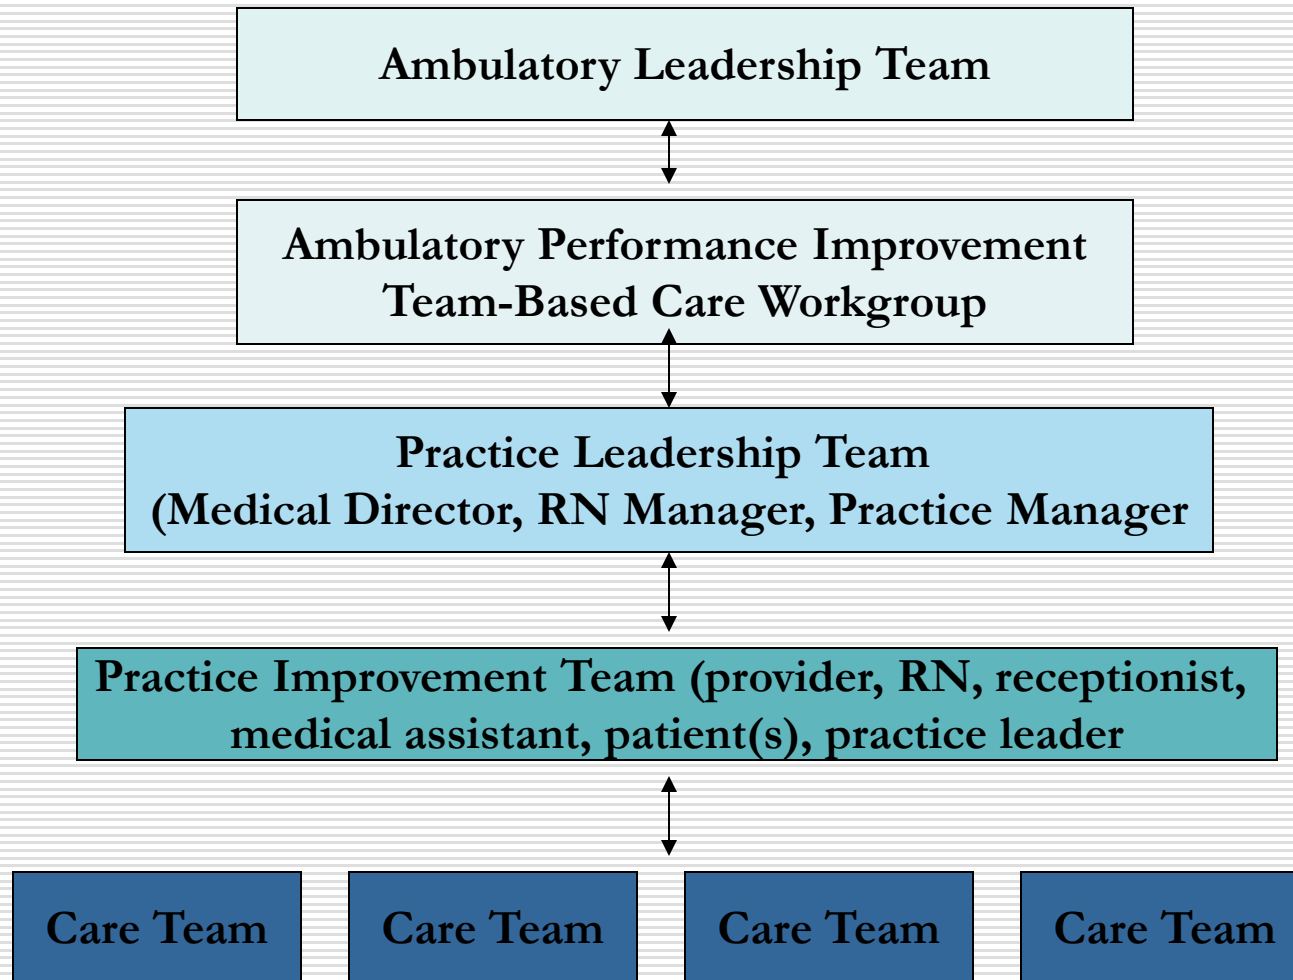 Ambulatory Leadership Team
Ambulatory Performance Improvement
Team-Based Care Workgroup
Practice Leadership Team
(Medical Director, RN Manager, Practice Manager
Practice Improvement Team (provider, RN, receptionist,
medical assistant, patient(s), practice leader
Care Team
Care Team
Care Team
Care Team